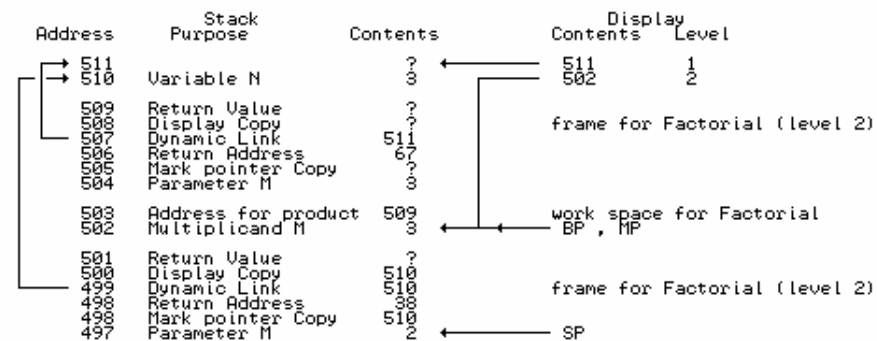 Stack Display
Address Purpose Contents Contents Level
511 ? 511 1
510 Variable N 3 502 2
509 Return Value ?
508 Display Copy ? frame for Factorial (level 2)
507 Dynamic Link 511
506 Return Address 67
505 Mark pointer Copy ?
504 Parameter M 3
503 Address for product 509 work space for Factorial
502 Multiplicand M 3 BP , MP
501 Return Value ?
500 Display Copy 510
499 Dynamic Link 510 frame for Factorial (level 2)
498 Return Address 38
498 Mark pointer Copy 510
497 Parameter M 2 SP